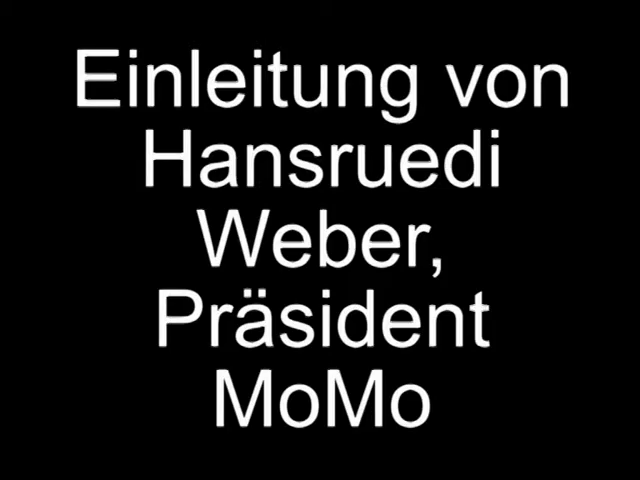 Einleitung von
Hansruedi
Weber,
Präsident
MoMo